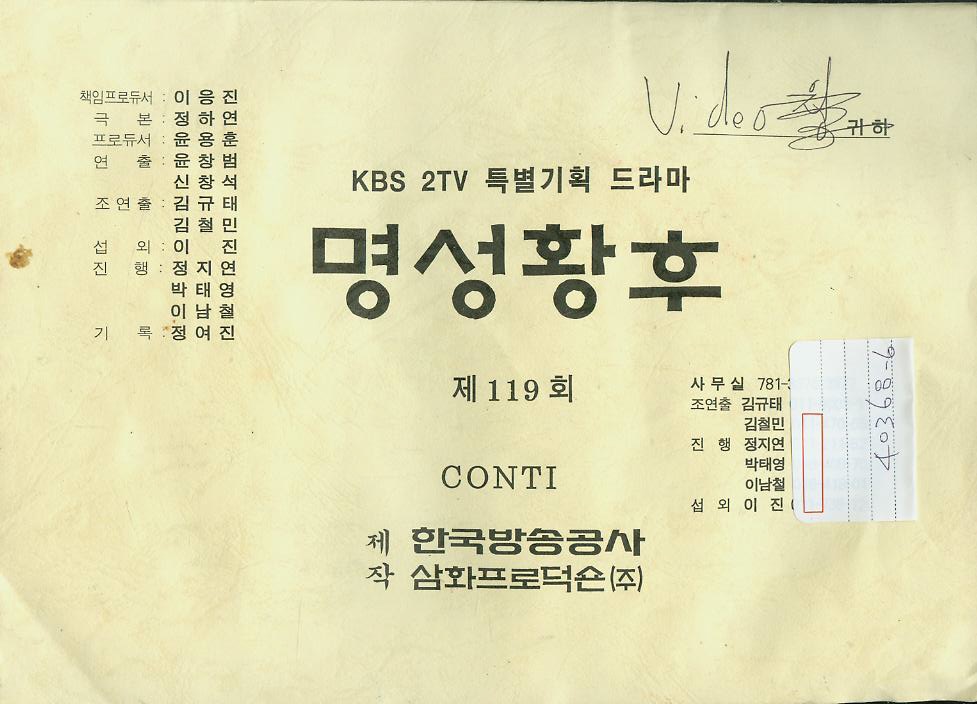 책임프로듀서 : 이응진
극 본 : 정하연
프로듀서 : 윤용훈
연 출 : 윤창범
신창석
조연출 : 김규태
김철민
섭 외 : 이 진
진 행 : 정지연
박태영
이남철
기 록 : 정여진
Video 귀하
KBS 2TV 특별기획 드라마
명성황후
제 119 회
CONTI
제작 한국방송공사
삼화프로덕숀(주)
사무실 781-
조연출 김규태
김철민
진 행 정지연
박태영
이남철
섭 외 이 진
40368-6